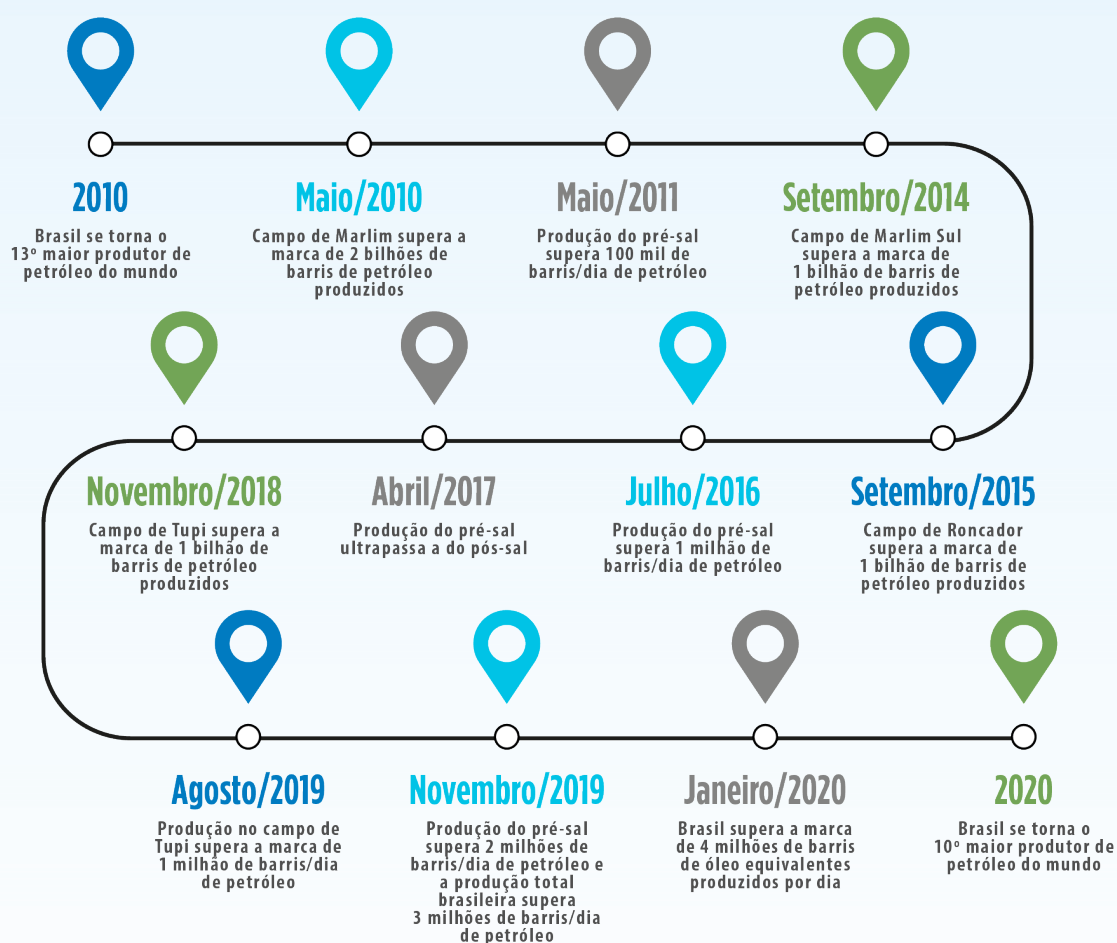 2010
Brasil se torna o
13º maior produtor de
petróleo do mundo
Maio/2010
Campo de Marlim supera a
marca de 2 bilhões de
barris de petróleo
produzidos
Maio/2011
Produção do pré-sal
supera 100 mil de
barris/dia de petróleo
Setembro/2014
Campo de Marlim Sul
supera a marca de
1 bilhão de barris de
petróleo produzidos
Setembro/2015
Campo de Roncador
supera a marca de
1 bilhão de barris de
petróleo produzidos
Julho/2016
Produção do pré-sal
supera 1 milhão de
barris/dia de petróleo
Abril/2017
Produção do pré-sal
ultrapassa a do pós-sal
Novembro/2018
Campo de Tupi supera a
marca de 1 bilhão de
barris de petróleo
produzidos
Agosto/2019
Produção no campo de
Tupi supera a marca de
1 milhão de barris/dia
de petróleo
Novembro/2019
Produção do pré-sal
supera 2 milhões de
barris/dia de petróleo e
a produção total
brasileira supera
3 milhões de barris/dia
de petróleo
Janeiro/2020
Brasil supera a marca
de 4 milhões de barris
de óleo equivalentes
produzidos por dia
2020
Brasil se torna o
10º maior produtor de
petróleo do mundo